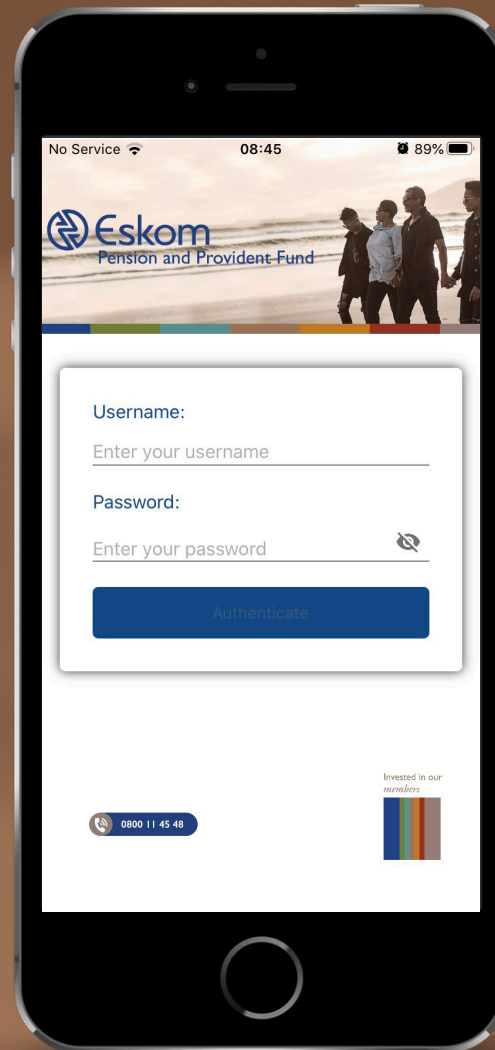 No Service 08:45 89%
Eskom
Pension and Provident Fund
Username:
Enter your username
Password:
Enter your password
Authenticate
Invested in our
members
0800 11 45 48